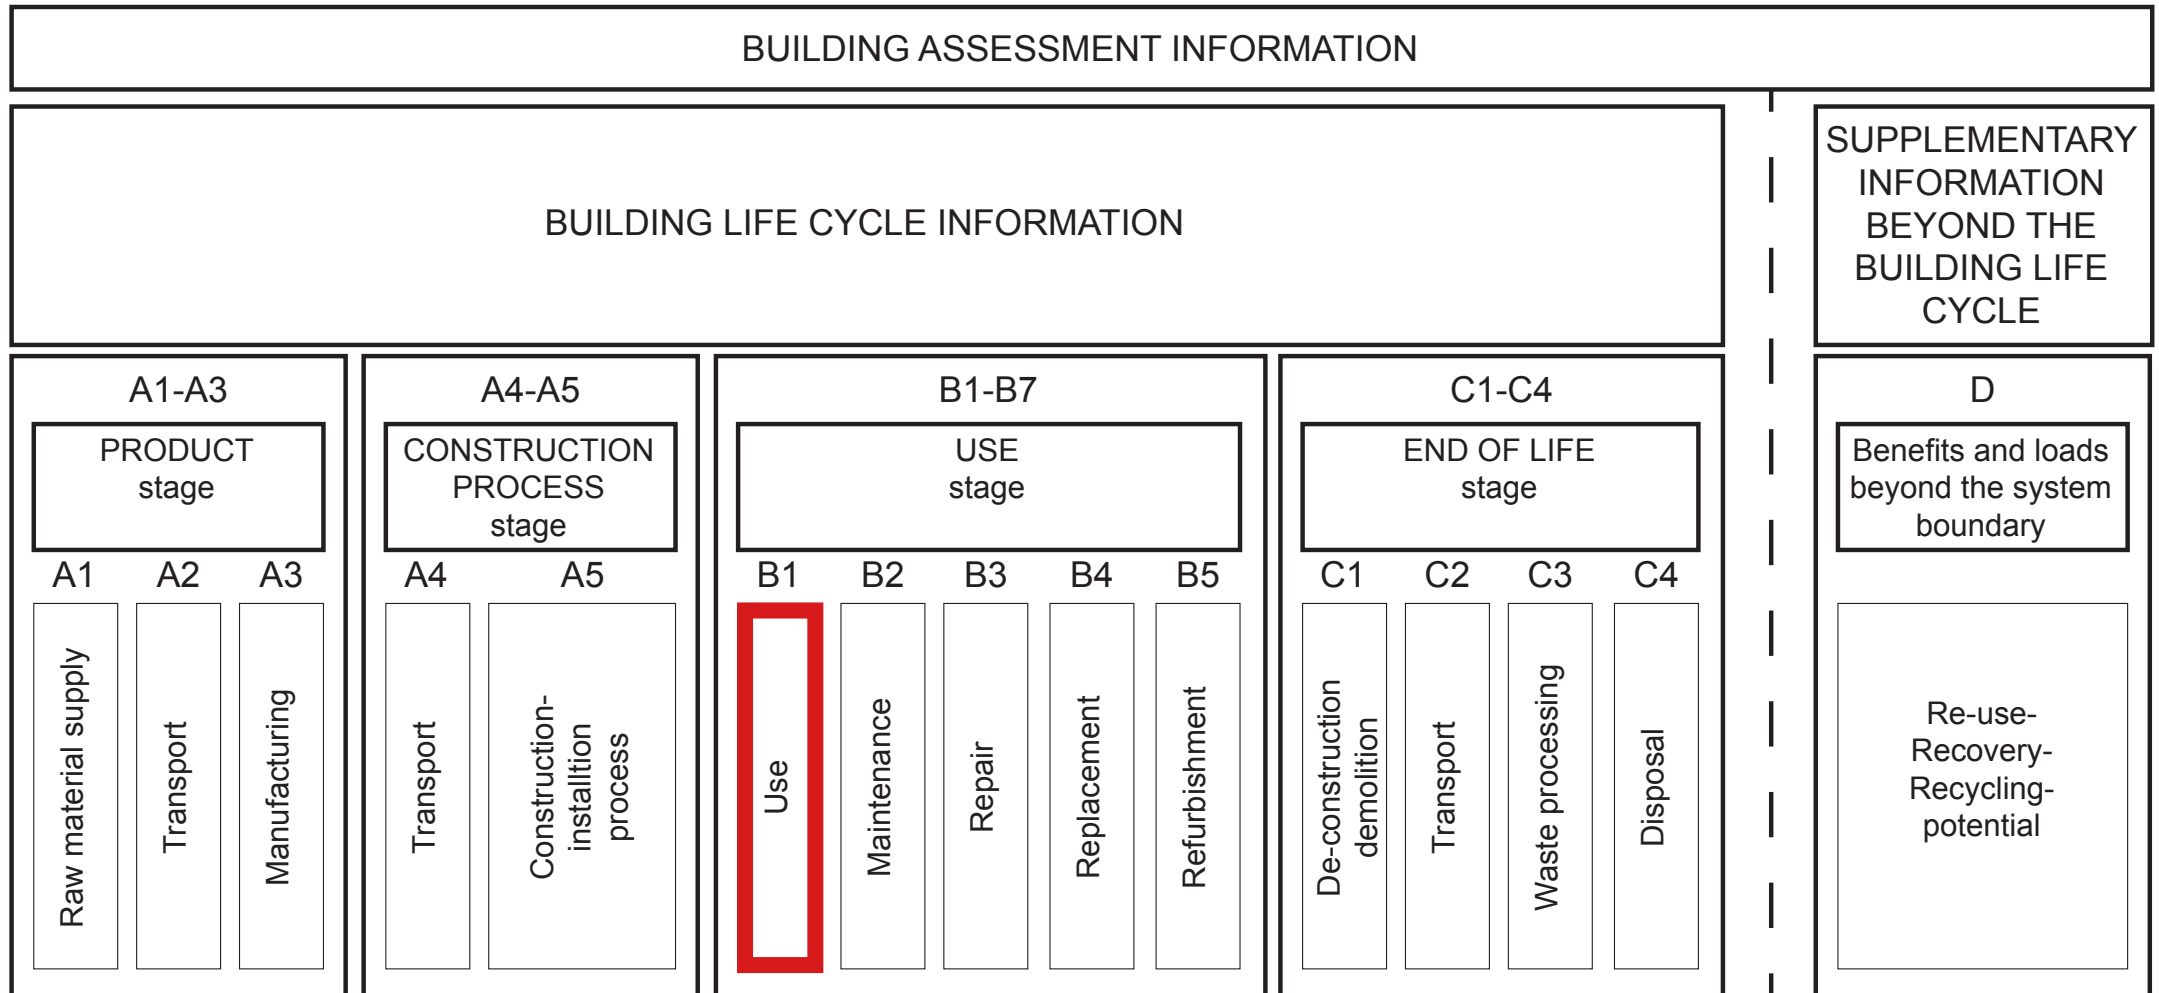 BUILDING ASSESSMENT INFORMATION
BUILDING LIFE CYCLE INFORMATION
SUPPLEMENTARY
INFORMATION
BEYOND THE
BUILDING LIFE
CYCLE
A1-A3
PRODUCT
stage
A1
A2
A3
Raw material supply
Transport
Manufacturing
A4-A5
CONSTRUCTION
PROCESS
stage
A4
A5
Transport
Construction-
installtion
process
B1-B7
USE
stage
B1
B2
B3
B4
B5
Use
Maintenance
Repair
Replacement
Refurbishment
C1-C4
END OF LIFE
stage
C1
C2
C3
C4
De-construction
demolition
Transport
Waste processing
Disposal
D
Benefits and loads
beyond the system
boundary
Re-use-
Recovery-
Recycling-
potential